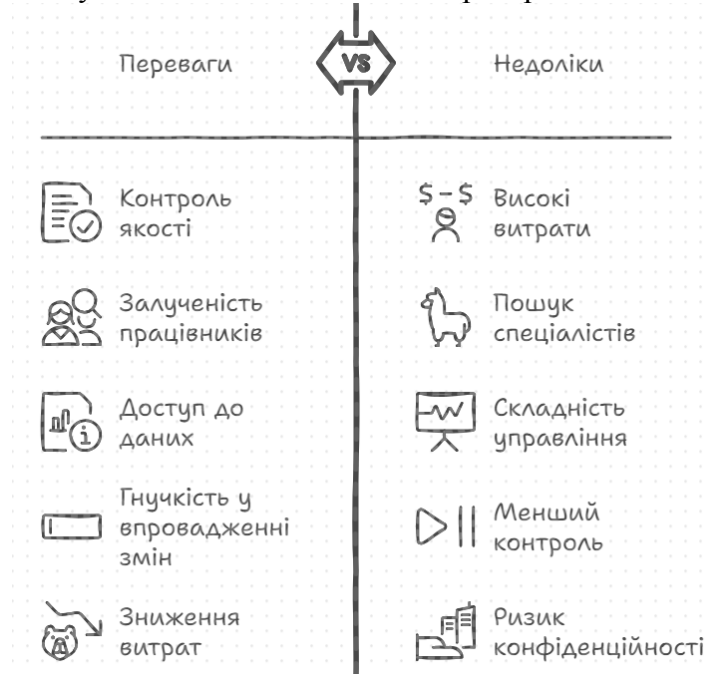 Переваги
VS
Недоліки
Контроль
якості
$ - $
Високі
витрати
Залученість
працівників
Пошук
спеціалістів
Доступ до
даних
Складність
управління
Гнучкість у
впровадженні
змін
Менший
контроль
Зниження
витрат
Ризик
конфіденційності